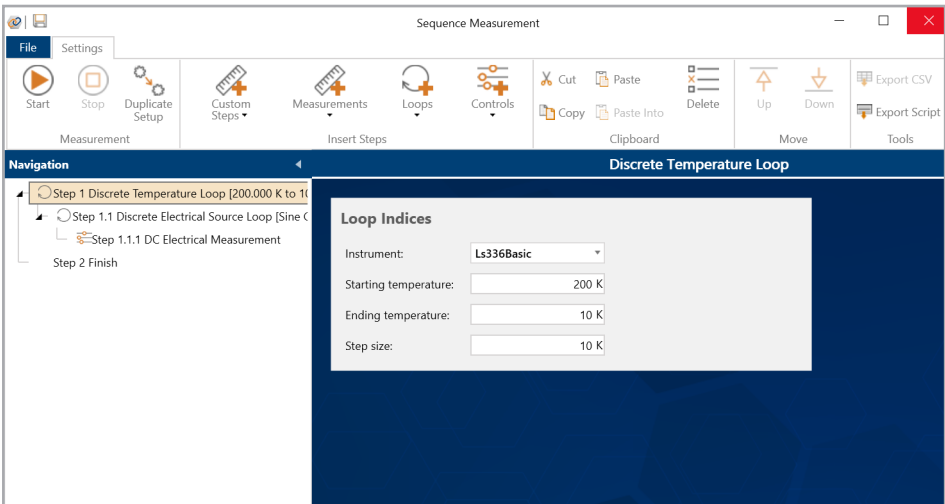 Sequence Measurement
File Settings
Start Stop Duplicate Setup Custom Steps Measurements Loops Controls Cut Paste Copy Paste Into Delete Up Down Export CSV Export Script
Measurement Insert Steps Clipboard Move Tools
Navigation
Discrete Temperature Loop
Step 1 Discrete Temperature Loop [200.000 K to 10
Step 1.1 Discrete Electrical Source Loop [Sine
Step 1.1.1 DC Electrical Measurement
Step 2 Finish
Loop Indices
Instrument: Ls336Basic
Starting temperature: 200 K
Ending temperature: 10 K
Step size: 10 K